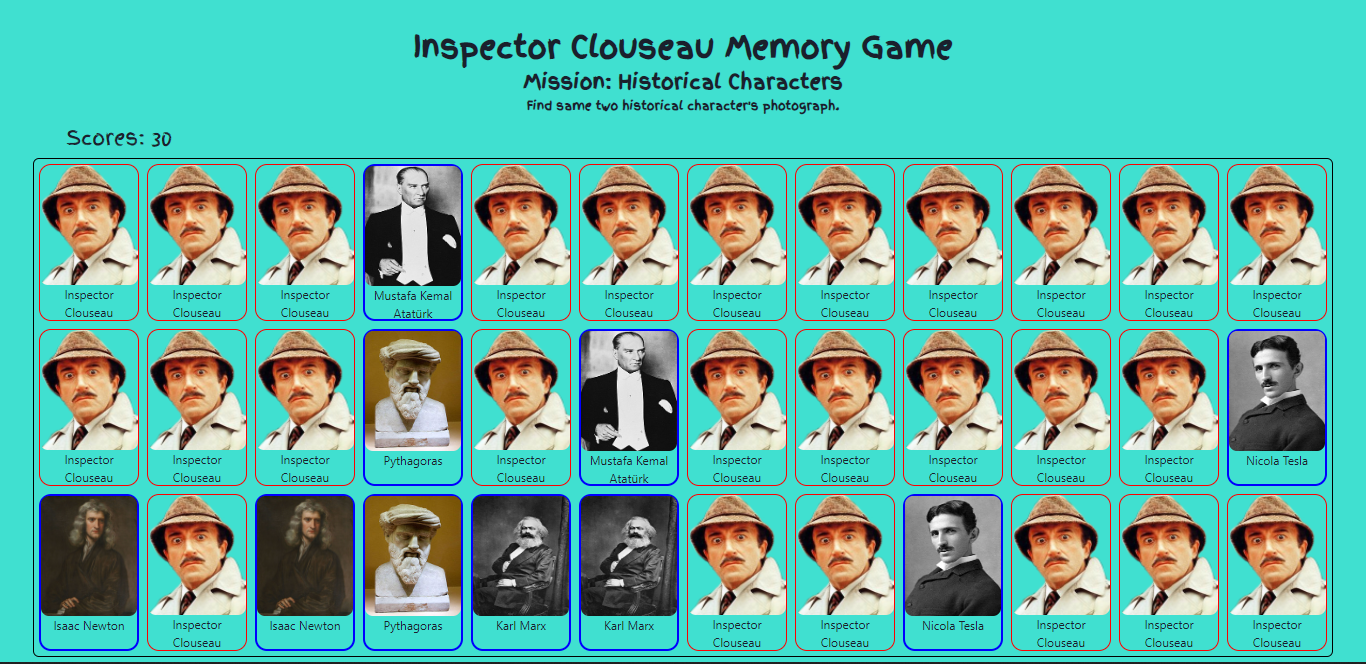 Inspector Clouseau Memory Game
Mission: Historical Characters
Find same two historical character's photograph.
Scores: 30
Inspector Clouseau
Inspector Clouseau
Inspector Clouseau
Mustafa Kemal Atatürk
Inspector Clouseau
Inspector Clouseau
Inspector Clouseau
Inspector Clouseau
Inspector Clouseau
Inspector Clouseau
Inspector Clouseau
Inspector Clouseau
Inspector Clouseau
Inspector Clouseau
Inspector Clouseau
Pythagoras
Inspector Clouseau
Mustafa Kemal Atatürk
Inspector Clouseau
Inspector Clouseau
Inspector Clouseau
Inspector Clouseau
Inspector Clouseau
Nicola Tesla
Isaac Newton
Inspector Clouseau
Isaac Newton
Pythagoras
Karl Marx
Karl Marx
Inspector Clouseau
Inspector Clouseau
Nicola Tesla
Inspector Clouseau
Inspector Clouseau
Inspector Clouseau